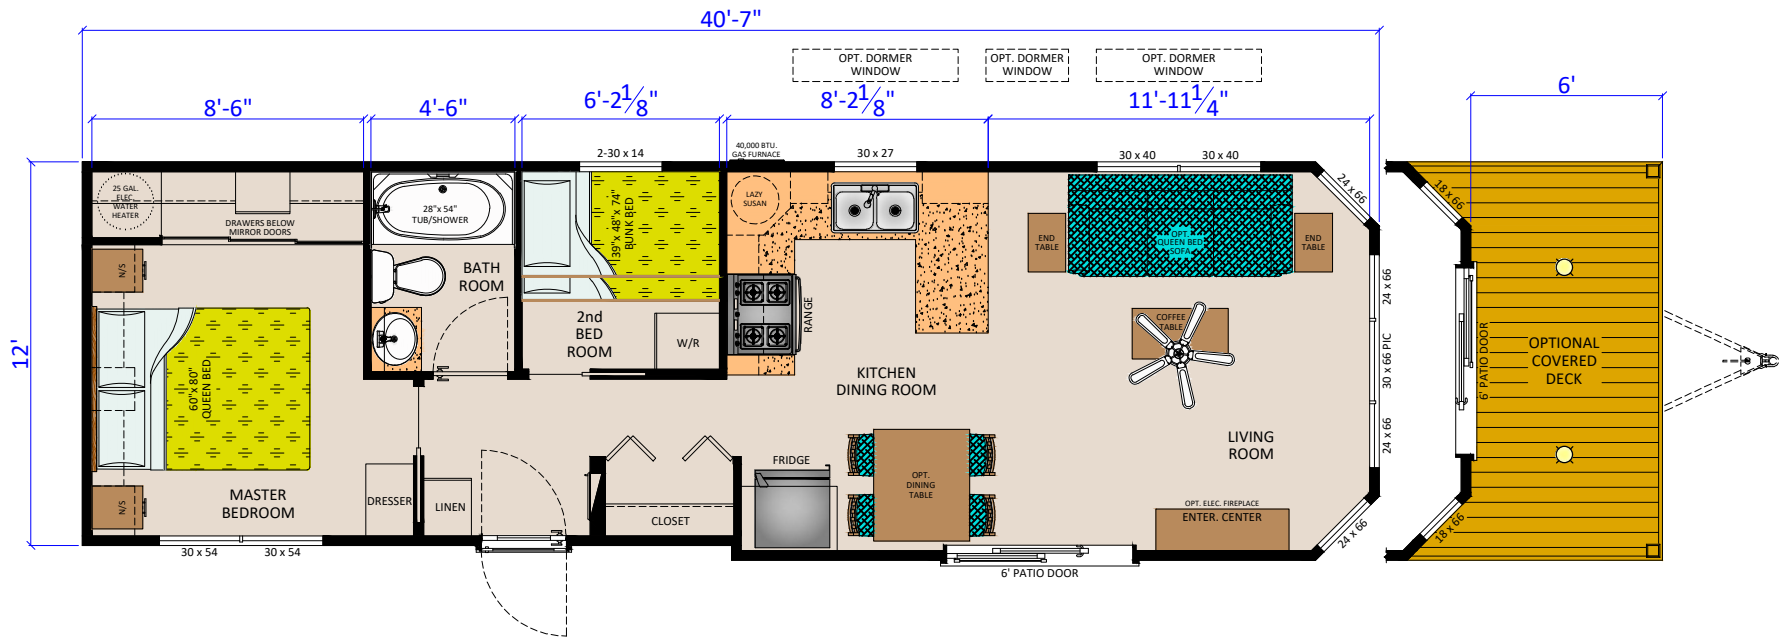 40'-7"
OPT. DORMER
WINDOW
OPT. DORMER
WINDOW
OPT. DORMER
WINDOW
8'-6"
4'-6"
6'-2 1/8"
8'-2 1/8"
11'-11 1/4"
6'
12'
2-30 x 14
40,000 BTU.
GAS FURNACE
30 x 27
30 x 40
30 x 40
25 GAL.
ELEC.
WATER
HEATER
DRAWERS BELOW
MIRROR DOORS
28"x 54"
TUB/SHOWER
39"x 48"x 74"
BUNK BED
LAZY
SUSAN
END
TABLE
OPT.
QUEEN BED
SOFA
END
TABLE
24 x 66
18 x 66
N/S
BATH
ROOM
2nd
BED
ROOM
W/R
RANGE
COFFEE
TABLE
24 x 66
30 x 66 PIC
24 x 66
6' PATIO DOOR
OPTIONAL
COVERED
DECK
60"x 80"
QUEEN BED
KITCHEN
DINING ROOM
LIVING
ROOM
N/S
MASTER
BEDROOM
DRESSER
LINEN
CLOSET
FRIDGE
OPT.
DINING
TABLE
OPT. ELEC. FIREPLACE
ENTER. CENTER
24 x 66
18 x 66
30 x 54
30 x 54
6' PATIO DOOR